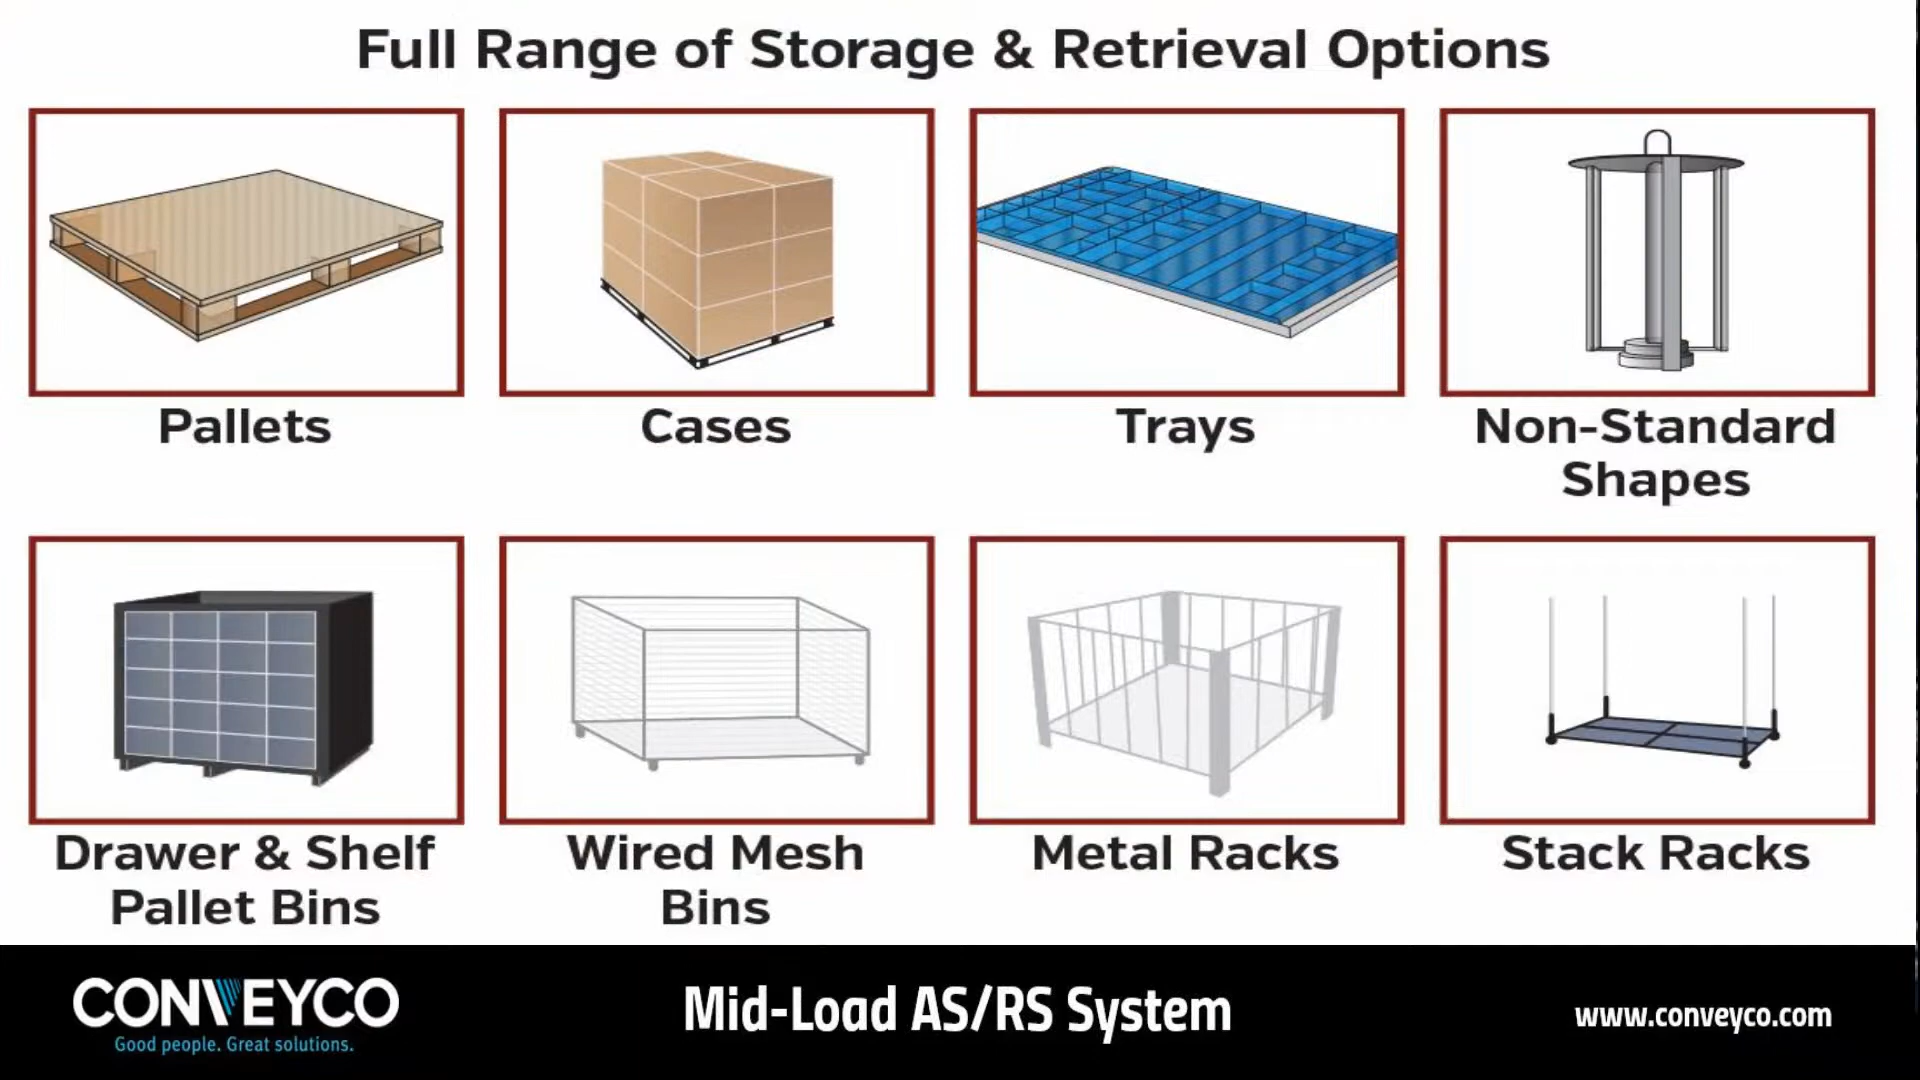 Full Range of Storage & Retrieval Options
Pallets
Cases
Trays
Non-Standard
Shapes
Drawer & Shelf
Pallet Bins
Wired Mesh
Bins
Metal Racks
Stack Racks
CONVEYCO
Good people. Great solutions.
Mid-Load AS/RS System
www.conveyco.com